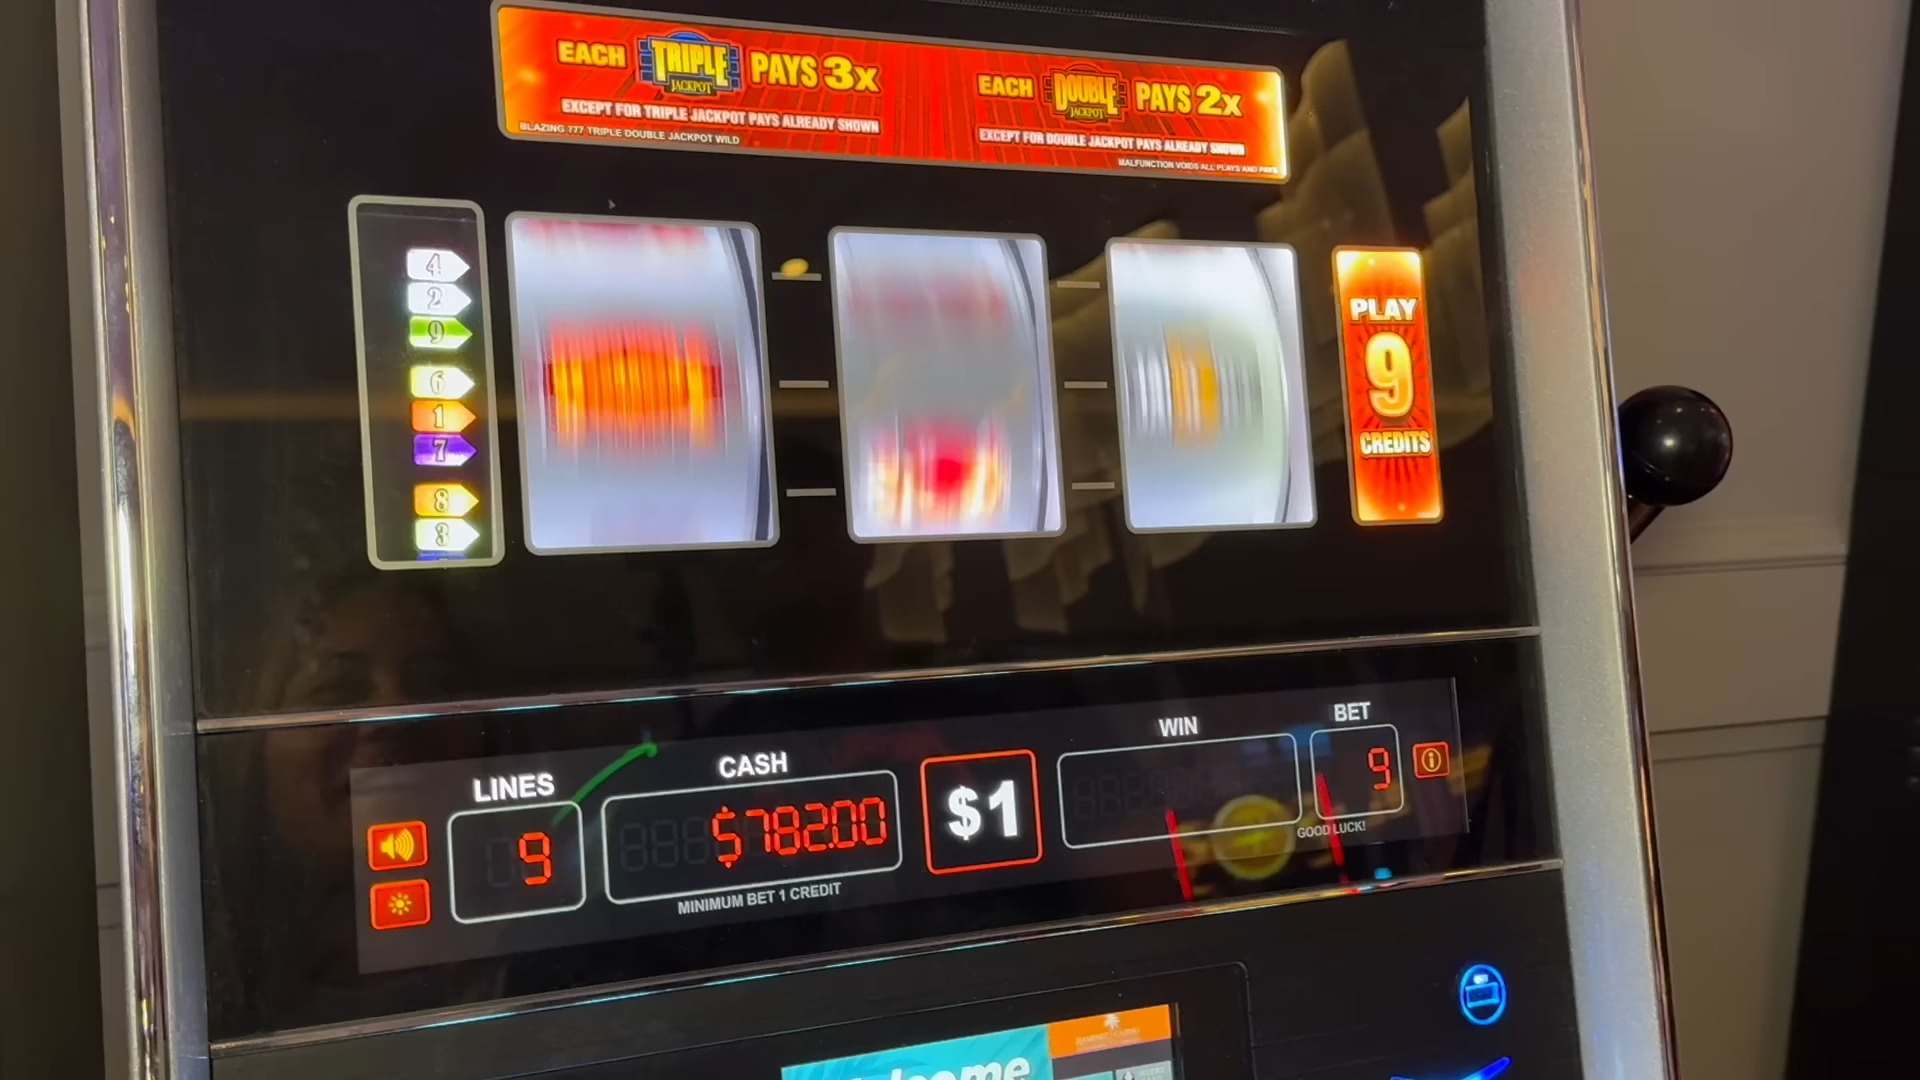 EACH TRIPLE JACKPOT PAYS 3X
EXCEPT FOR TRIPLE JACKPOT PAYS ALREADY SHOWN
BLAZING 777 TRIPLE DOUBLE JACKPOT WILD
EACH DOUBLE JACKPOT PAYS 2X
EXCEPT FOR DOUBLE JACKPOT PAYS ALREADY SHOWN
MALFUNCTION VOIDS ALL PLAYS AND PAYS
4
2
9
6
1
7
8
3
PLAY
9
CREDITS
LINES
9
CASH
$782.00
MINIMUM BET 1 CREDIT
$1
WIN
BET
9
GOOD LUCK!